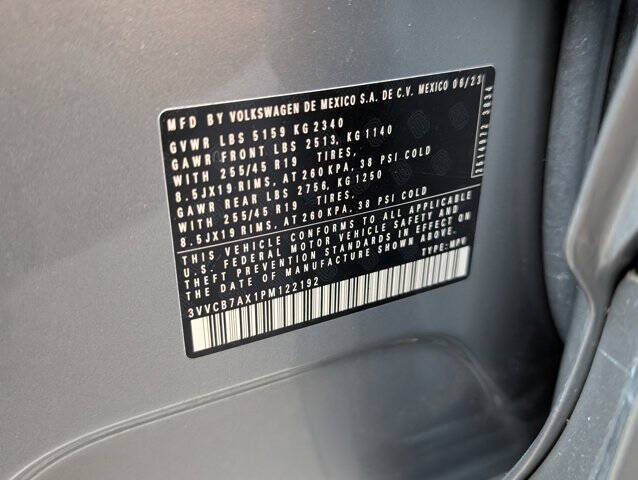 MFD BY VOLKSWAGEN DE MEXICO S.A. DE C.V. MEXICO 06/23
GVWR LBS 5159 KG 2340
GAWR FRONT LBS 2513, KG 1140
WITH 255/45 R19 TIRES,
8.5JX19 RIMS, AT 260 KPA, 38 PSI COLD
GAWR REAR LBS 2756, KG 1250
WITH 255/45 R19 TIRES,
8.5JX19 RIMS, AT 260 KPA, 38 PSI COLD
THIS VEHICLE CONFORMS TO ALL APPLICABLE
U.S. FEDERAL MOTOR VEHICLE SAFETY AND
THEFT PREVENTION STANDARDS IN EFFECT ON
THE DATE OF MANUFACTURE SHOWN ABOVE.
TYPE: MPV
3VVCB7AX1PM122192